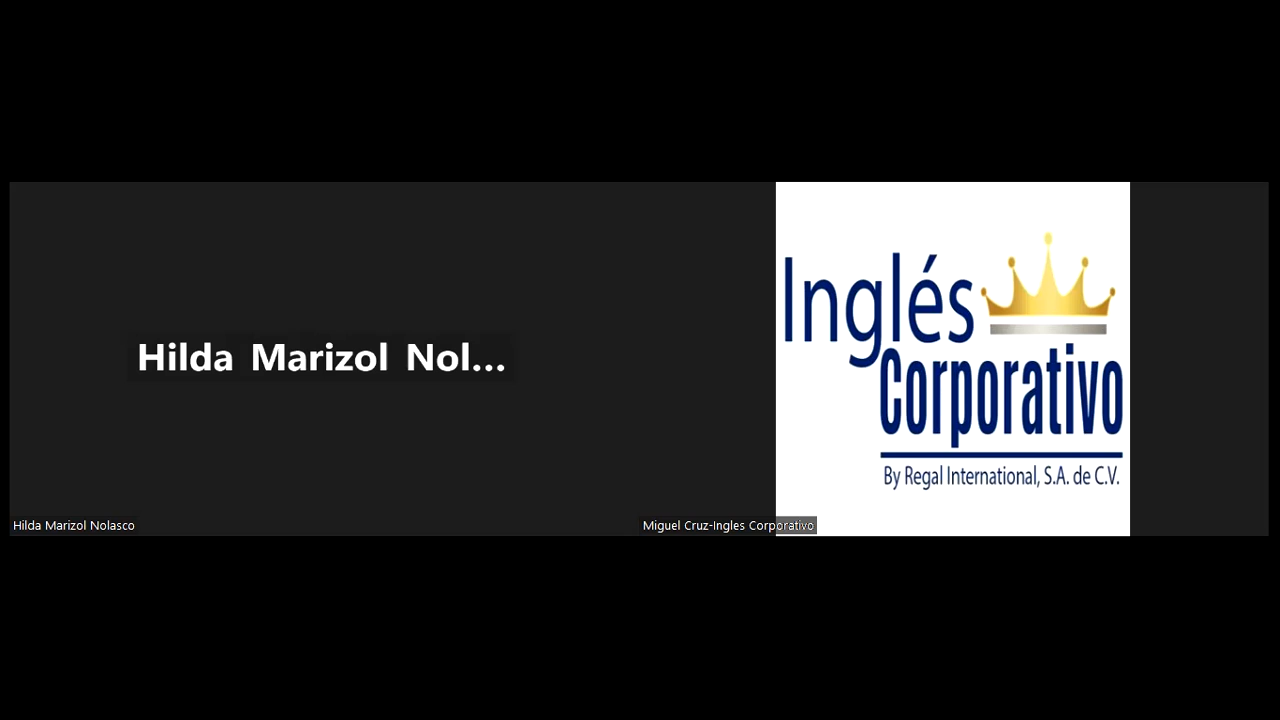 Hilda Marizol Nol...
Hilda Marizol Nolasco
Inglés
Corporativo
By Regal International, S.A. de C.V.
Miguel Cruz-Ingles Corporativo